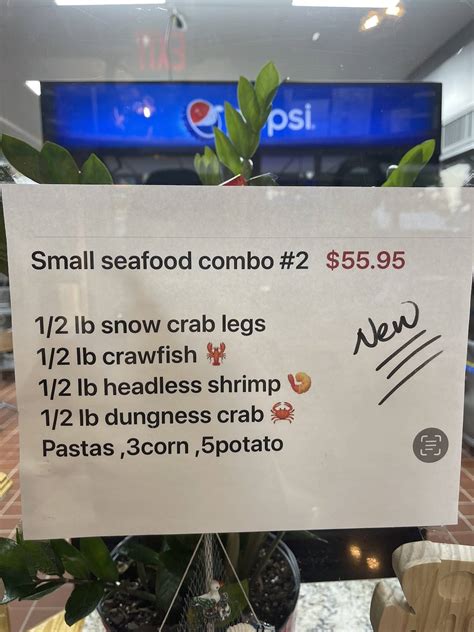 EXIT
pepsi
Small seafood combo #2 $55.95
1/2 lb snow crab legs
1/2 lb crawfish 🦞
1/2 lb headless shrimp 🍤
1/2 lb dungness crab 🦀
Pastas ,3corn ,5potato
New